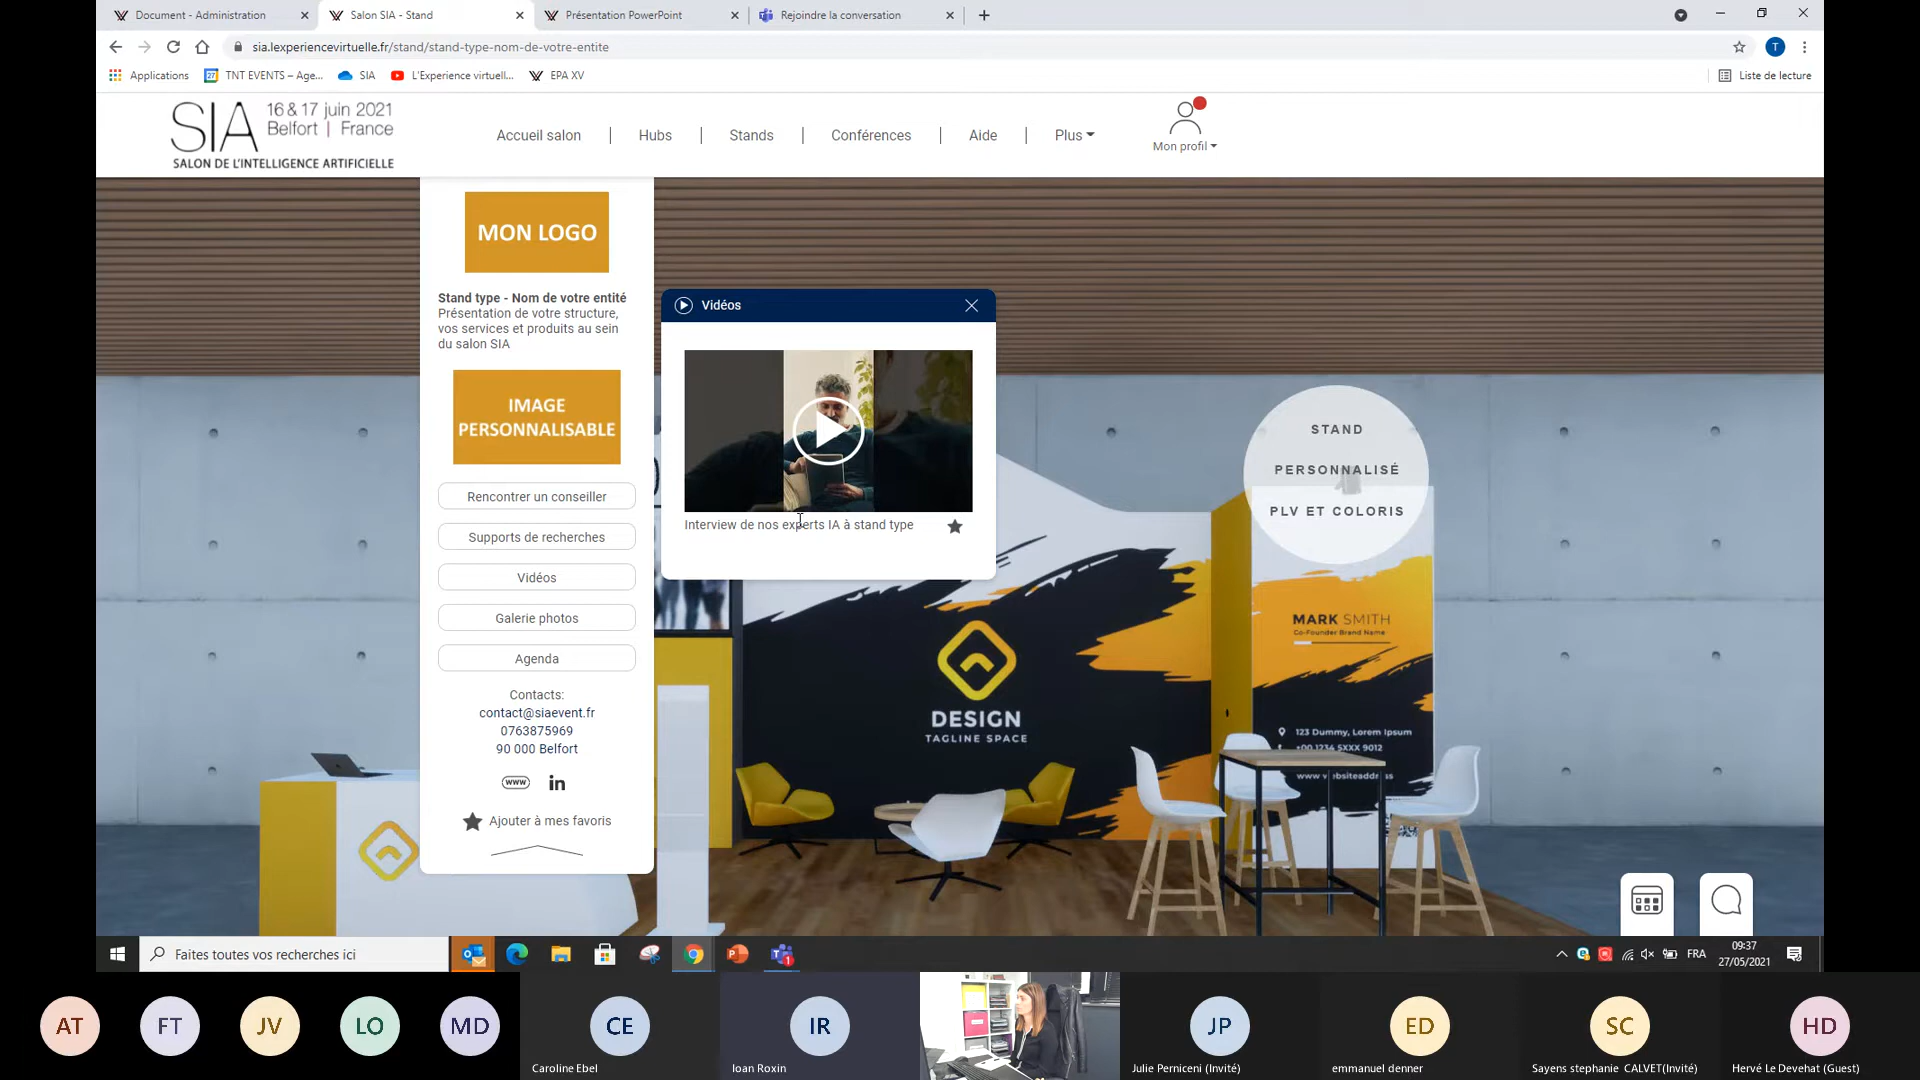 Document - Administration
Salon SIA - Stand
Présentation PowerPoint
Rejoindre la conversation
sia.lexperiencevirtuelle.fr/stand/stand-type-nom-de-votre-entite
T
Applications
TNT EVENTS – Age...
SIA
L'Experience virtuell...
EPA XV
Liste de lecture
SIA
16 & 17 juin 2021
Belfort | France
SALON DE L'INTELLIGENCE ARTIFICIELLE
Accueil salon
Hubs
Stands
Conférences
Aide
Plus
Mon profil
MON LOGO
Stand type - Nom de votre entité
Présentation de votre structure,
vos services et produits au sein
du salon SIA
IMAGE
PERSONNALISABLE
Rencontrer un conseiller
Supports de recherches
Vidéos
Galerie photos
Agenda
Contacts:
contact@siaevent.fr
0763875969
90 000 Belfort
www
in
Ajouter à mes favoris
Vidéos
Interview de nos experts IA à stand type
STAND
PERSONNALISÉ
PLV ET COLORIS
MARK SMITH
Co-Founder Brand Name
DESIGN
TAGLINE SPACE
123 Dummy, Lorem Ipsum
+00 1234 5XXX 9012
Faites toutes vos recherches ici
FRA
09:37
27/05/2021
AT
FT
JV
LO
MD
CE
Caroline Ebel
IR
Ioan Roxin
JP
Julie Perniceni (Invité)
ED
emmanuel denner
SC
Sayens stephanie CALVET(Invité)
HD
Hervé Le Devehat (Guest)